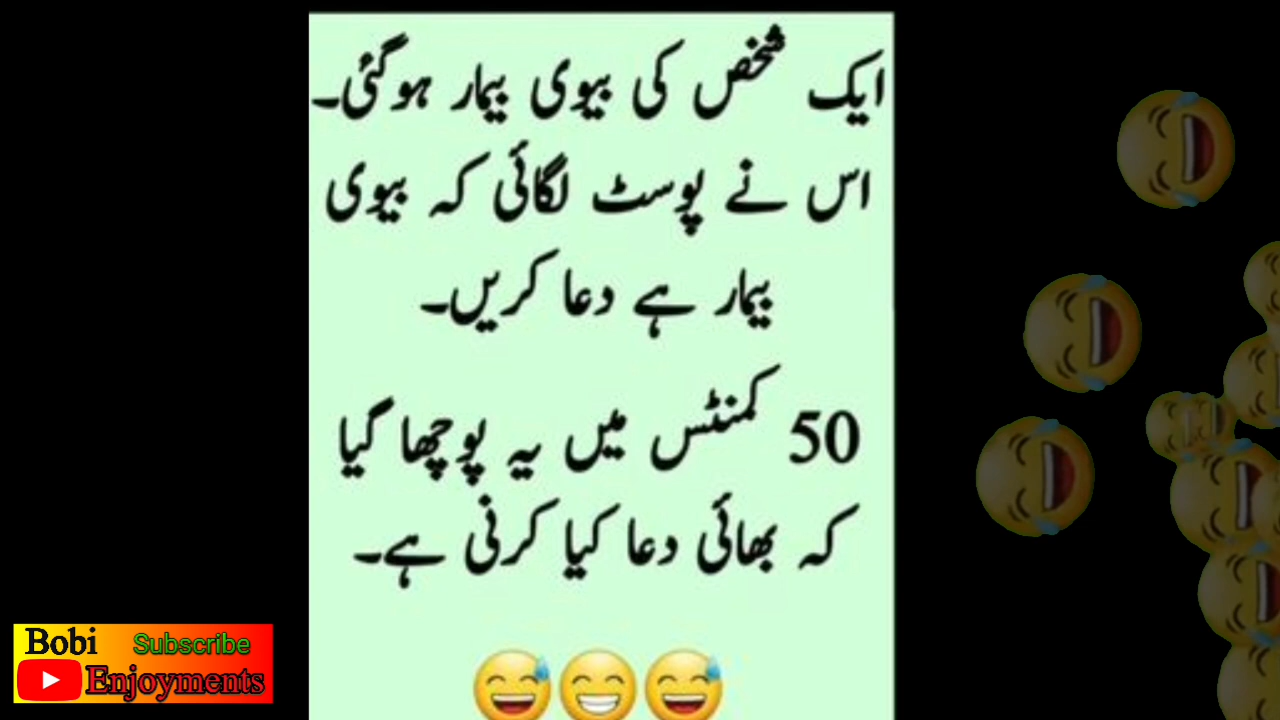 ایک شخص کی بیوی بیمار ہوگئی۔
اس نے پوسٹ لگائی کہ بیوی
بیمار ہے دعا کریں۔
50 کمنٹس میں یہ پوچھا گیا
کہ بھائی دعا کیا کرنی ہے۔
Bobi Subscribe
Enjoyments